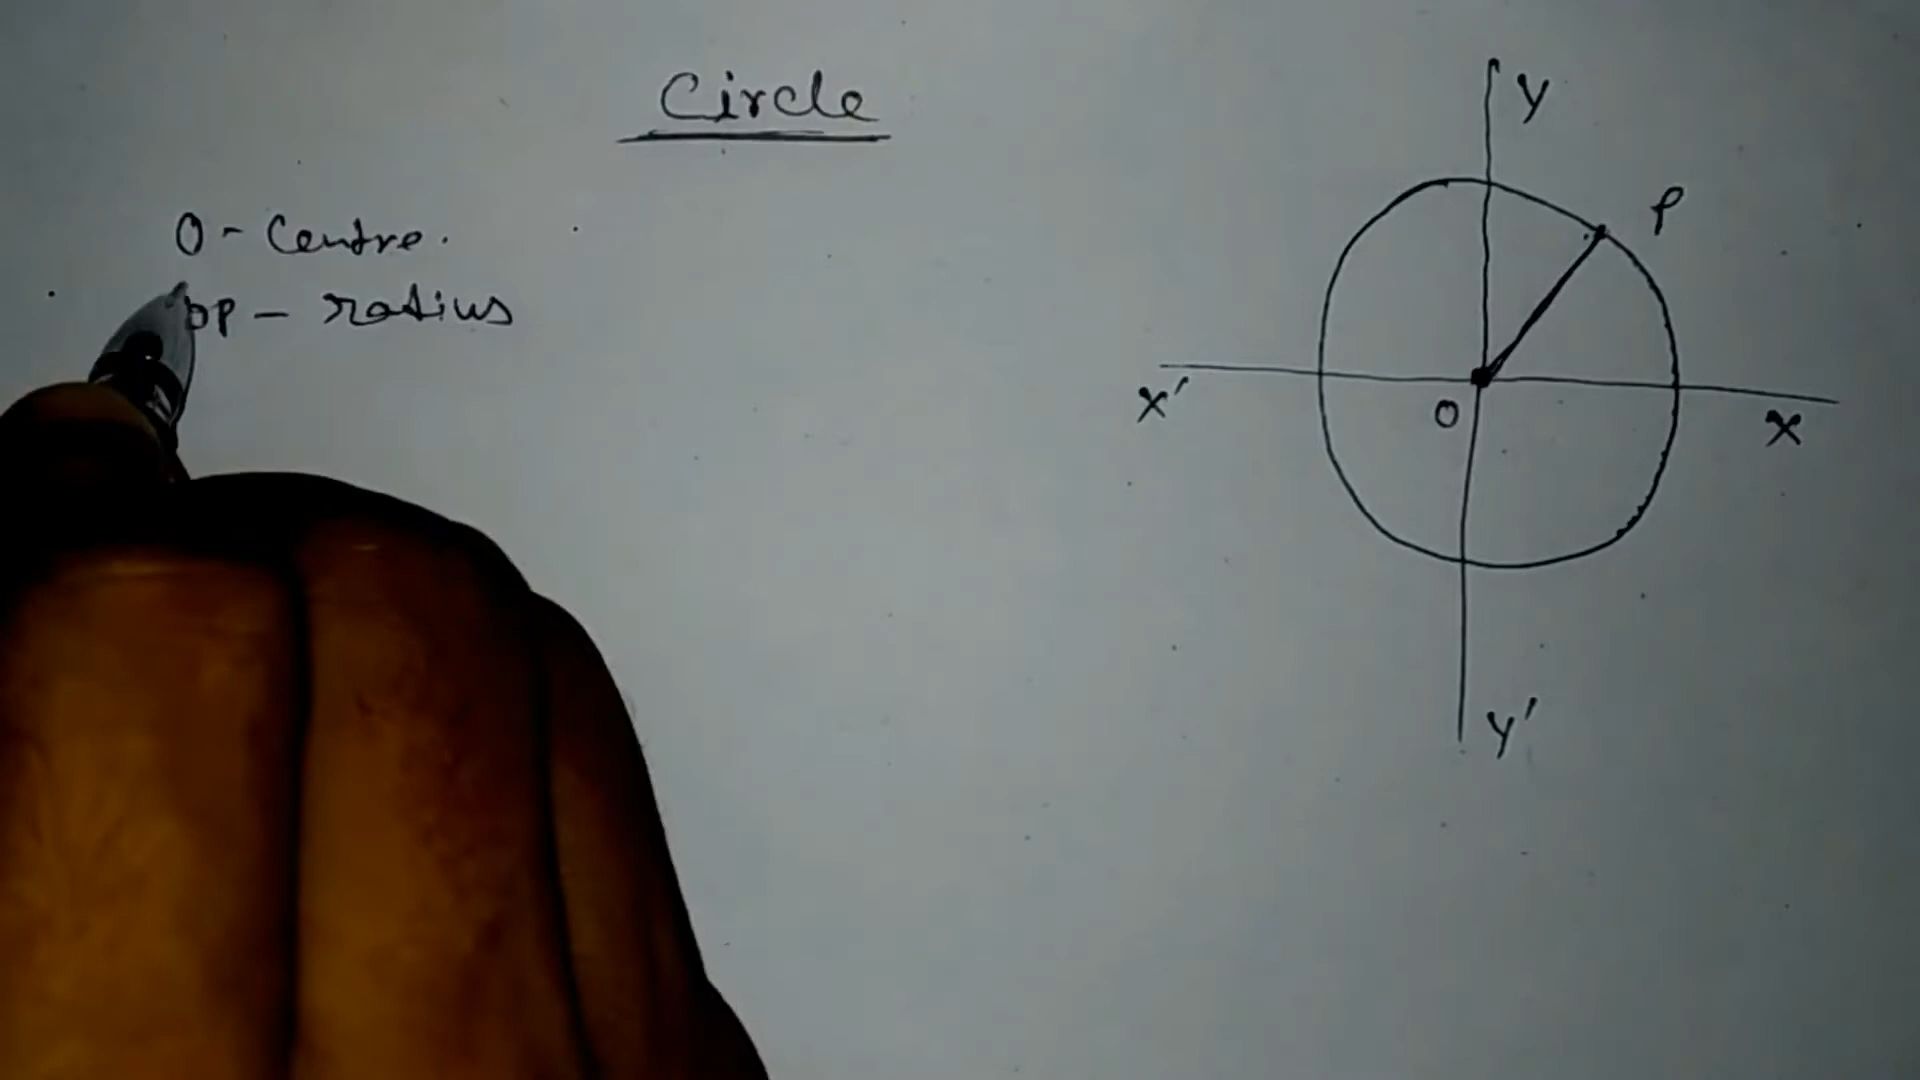 Circle
O - Centre.
OP - radius
Y
P
X'
O
X
Y'